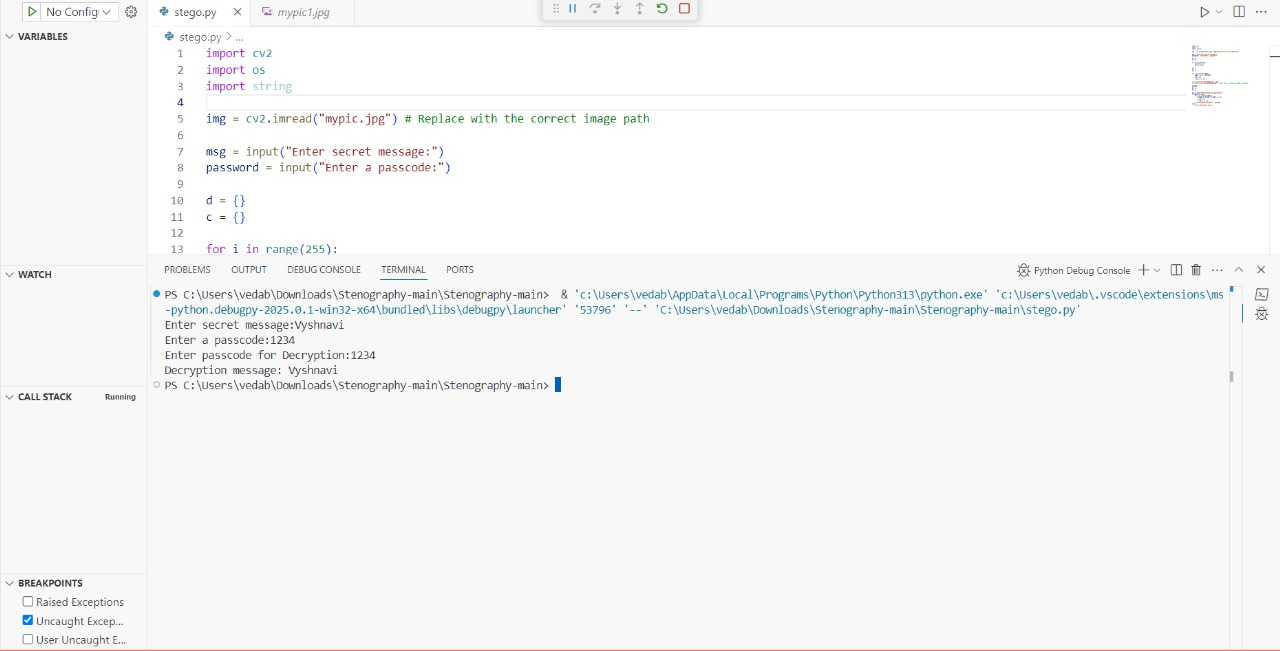 No Config
stego.py
mypic1.jpg
VARIABLES
stego.py > ...
1 import cv2
2 import os
3 import string
4
5 img = cv2.imread("mypic.jpg") # Replace with the correct image path
6
7 msg = input("Enter secret message:")
8 password = input("Enter a passcode:")
9
10 d = {}
11 c = {}
12
13 for i in range(255):
WATCH
CALL STACK Running
BREAKPOINTS
Raised Exceptions
Uncaught Excep...
User Uncaught E...
PROBLEMS OUTPUT DEBUG CONSOLE TERMINAL PORTS
Python Debug Console
PS C:\Users\vedab\Downloads\Stenography-main\Stenography-main> & 'c:\Users\vedab\AppData\Local\Programs\Python\Python313\python.exe' 'c:\Users\vedab\.vscode\extensions\ms
-python.debugpy-2025.0.1-win32-x64\bundled\libs\debugpy\launcher' '53796' '--' 'C:\Users\vedab\Downloads\Stenography-main\Stenography-main\stego.py'
Enter secret message:Vyshnavi
Enter a passcode:1234
Enter passcode for Decryption:1234
Decryption message: Vyshnavi
PS C:\Users\vedab\Downloads\Stenography-main\Stenography-main>